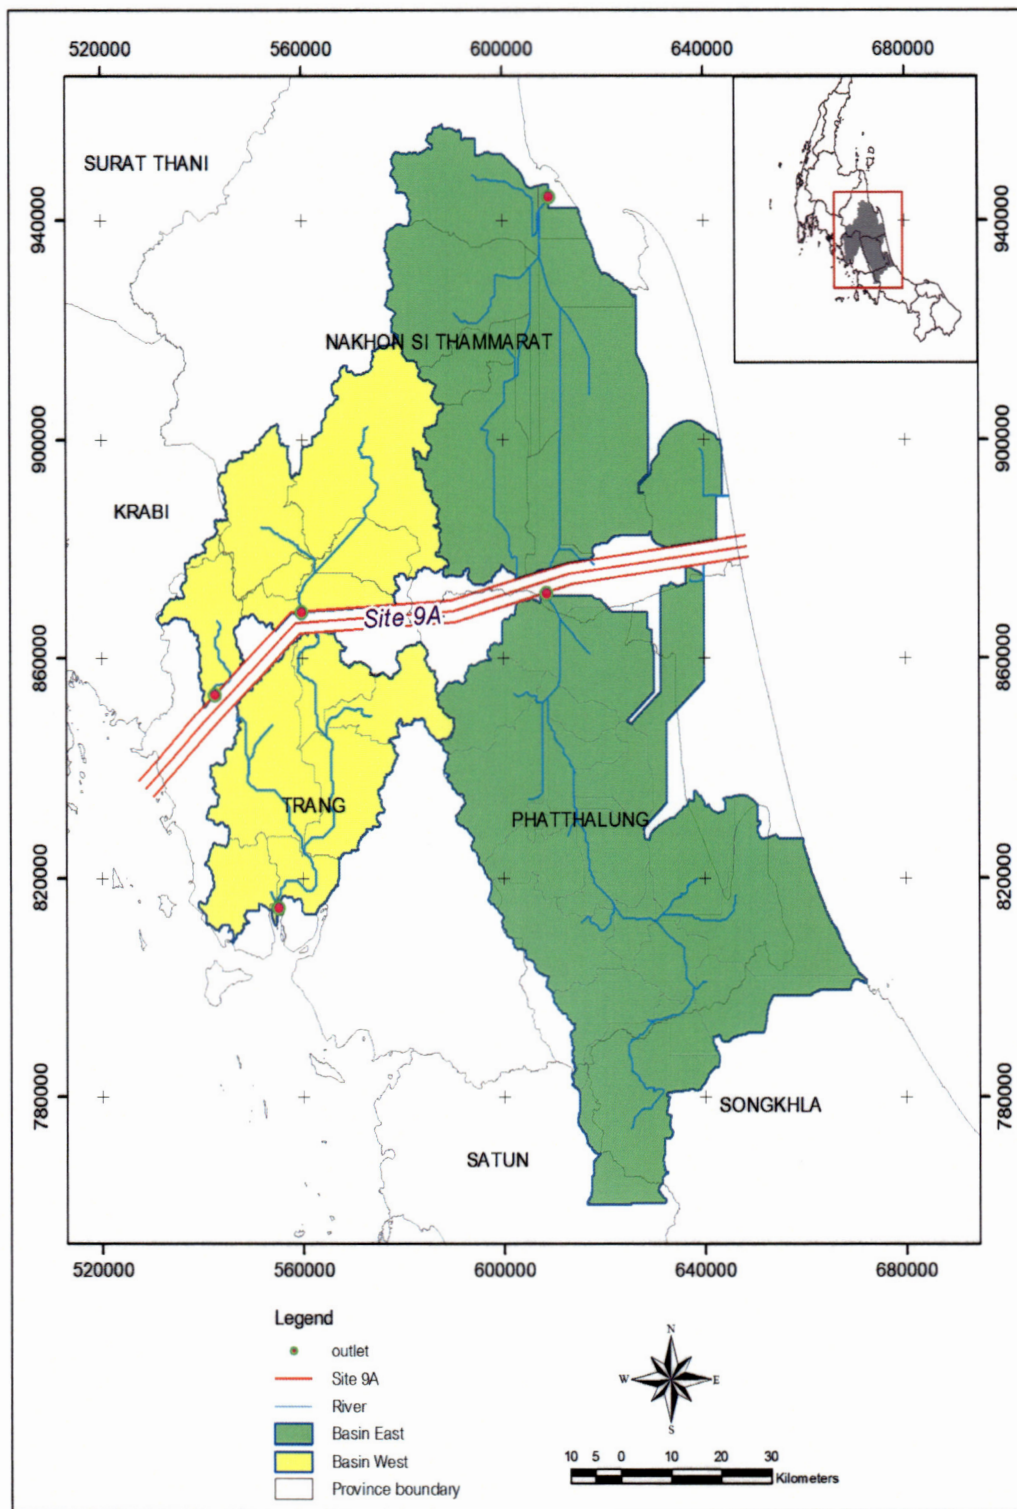 520000 560000 600000 640000 680000
SURAT THANI
940000 940000
NAKHON SI THAMMARAT
900000 900000
KRABI
Site 9A
860000 860000
TRANG
PHATTHALUNG
820000 820000
780000 780000
SONGKHLA
SATUN
520000 560000 600000 640000 680000
Legend
outlet
Site 9A
River
Basin East
Basin West
Province boundary
N
W E
S
10 5 0 10 20 30
Kilometers